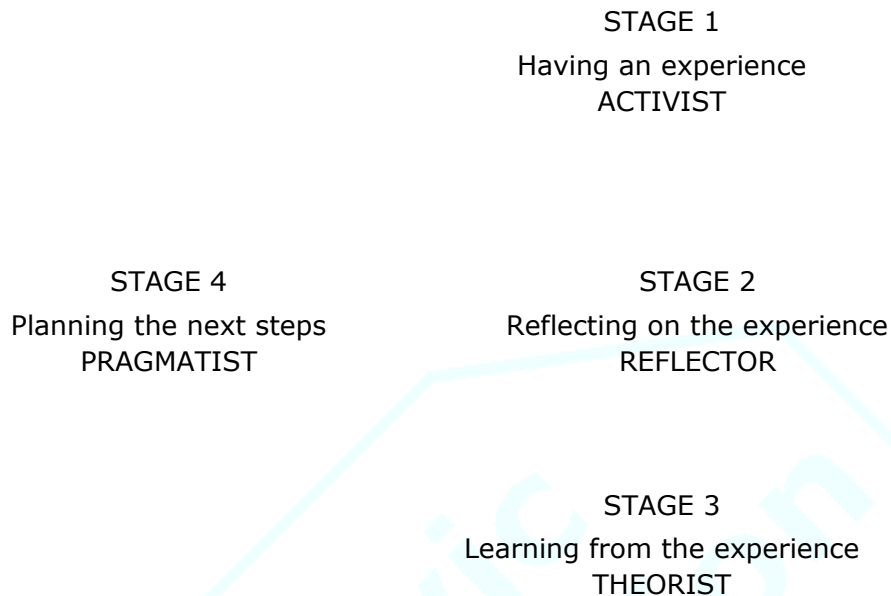 STAGE 1
Having an experience
ACTIVIST
STAGE 4
Planning the next steps
PRAGMATIST
STAGE 2
Reflecting on the experience
REFLECTOR
STAGE 3
Learning from the experience
THEORIST